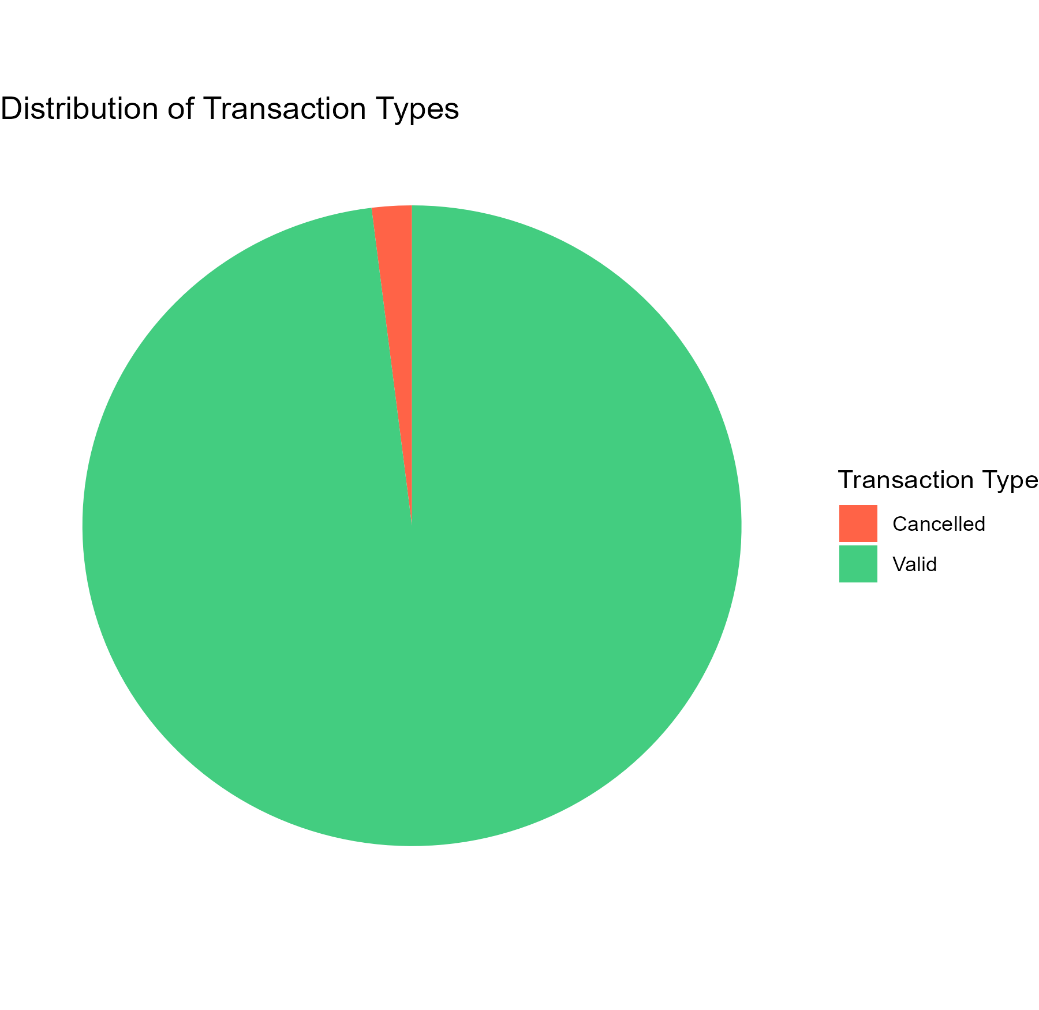 Distribution of Transaction Types
Transaction Type
Cancelled
Valid